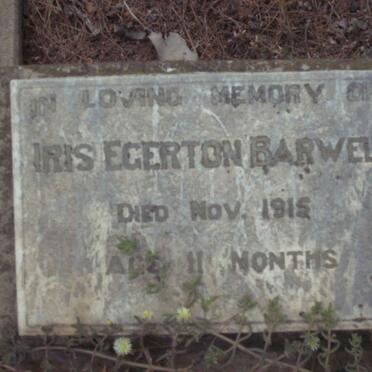 IN LOVING MEMORY O
IRIS EGERTON BARWEL
DIED NOV. 1915
AGED 11 MONTHS